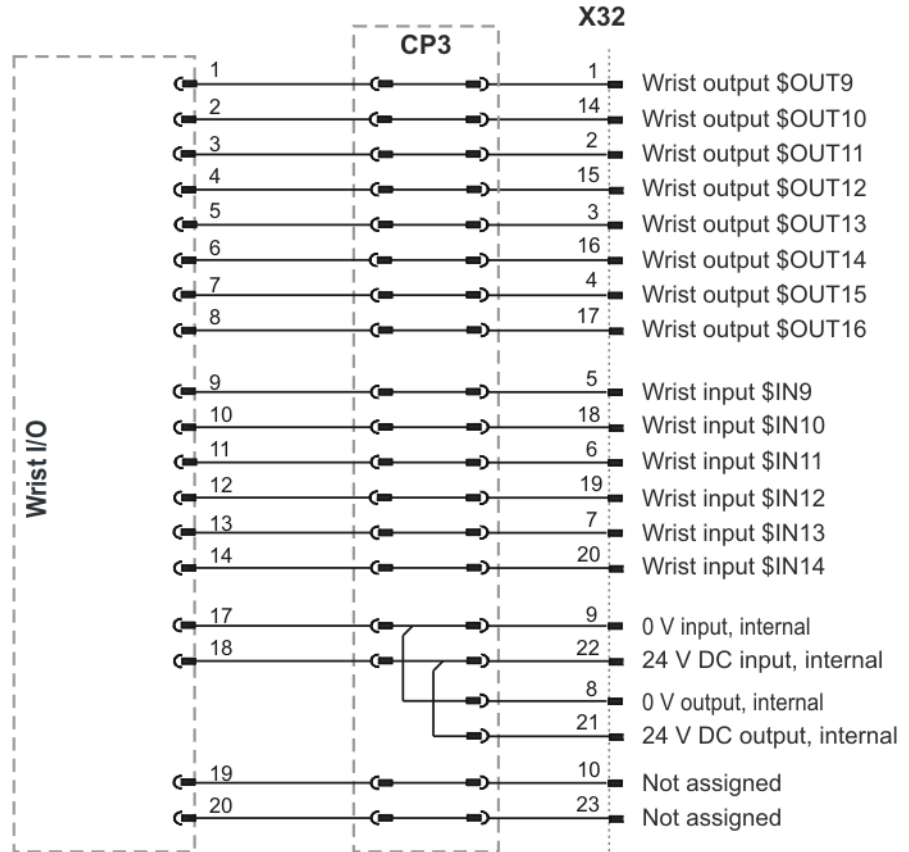 X32
CP3
1 1 Wrist output $OUT9
2 14 Wrist output $OUT10
3 2 Wrist output $OUT11
4 15 Wrist output $OUT12
5 3 Wrist output $OUT13
6 16 Wrist output $OUT14
7 4 Wrist output $OUT15
8 17 Wrist output $OUT16
9 5 Wrist input $IN9
10 18 Wrist input $IN10
Wrist I/O
11 6 Wrist input $IN11
12 19 Wrist input $IN12
13 7 Wrist input $IN13
14 20 Wrist input $IN14
17 9 0 V input, internal
18 22 24 V DC input, internal
8 0 V output, internal
21 24 V DC output, internal
19 10 Not assigned
20 23 Not assigned